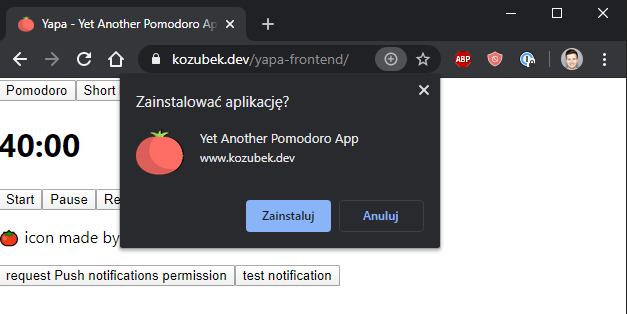 Yapa - Yet Another Pomodoro Ap
kozubek.dev/yapa-frontend/
ABP
Pomodoro Short
Zainstalować aplikację?
Yet Another Pomodoro App
www.kozubek.dev
40:00
Zainstaluj Anuluj
Start Pause Re
icon made by
request Push notifications permission test notification